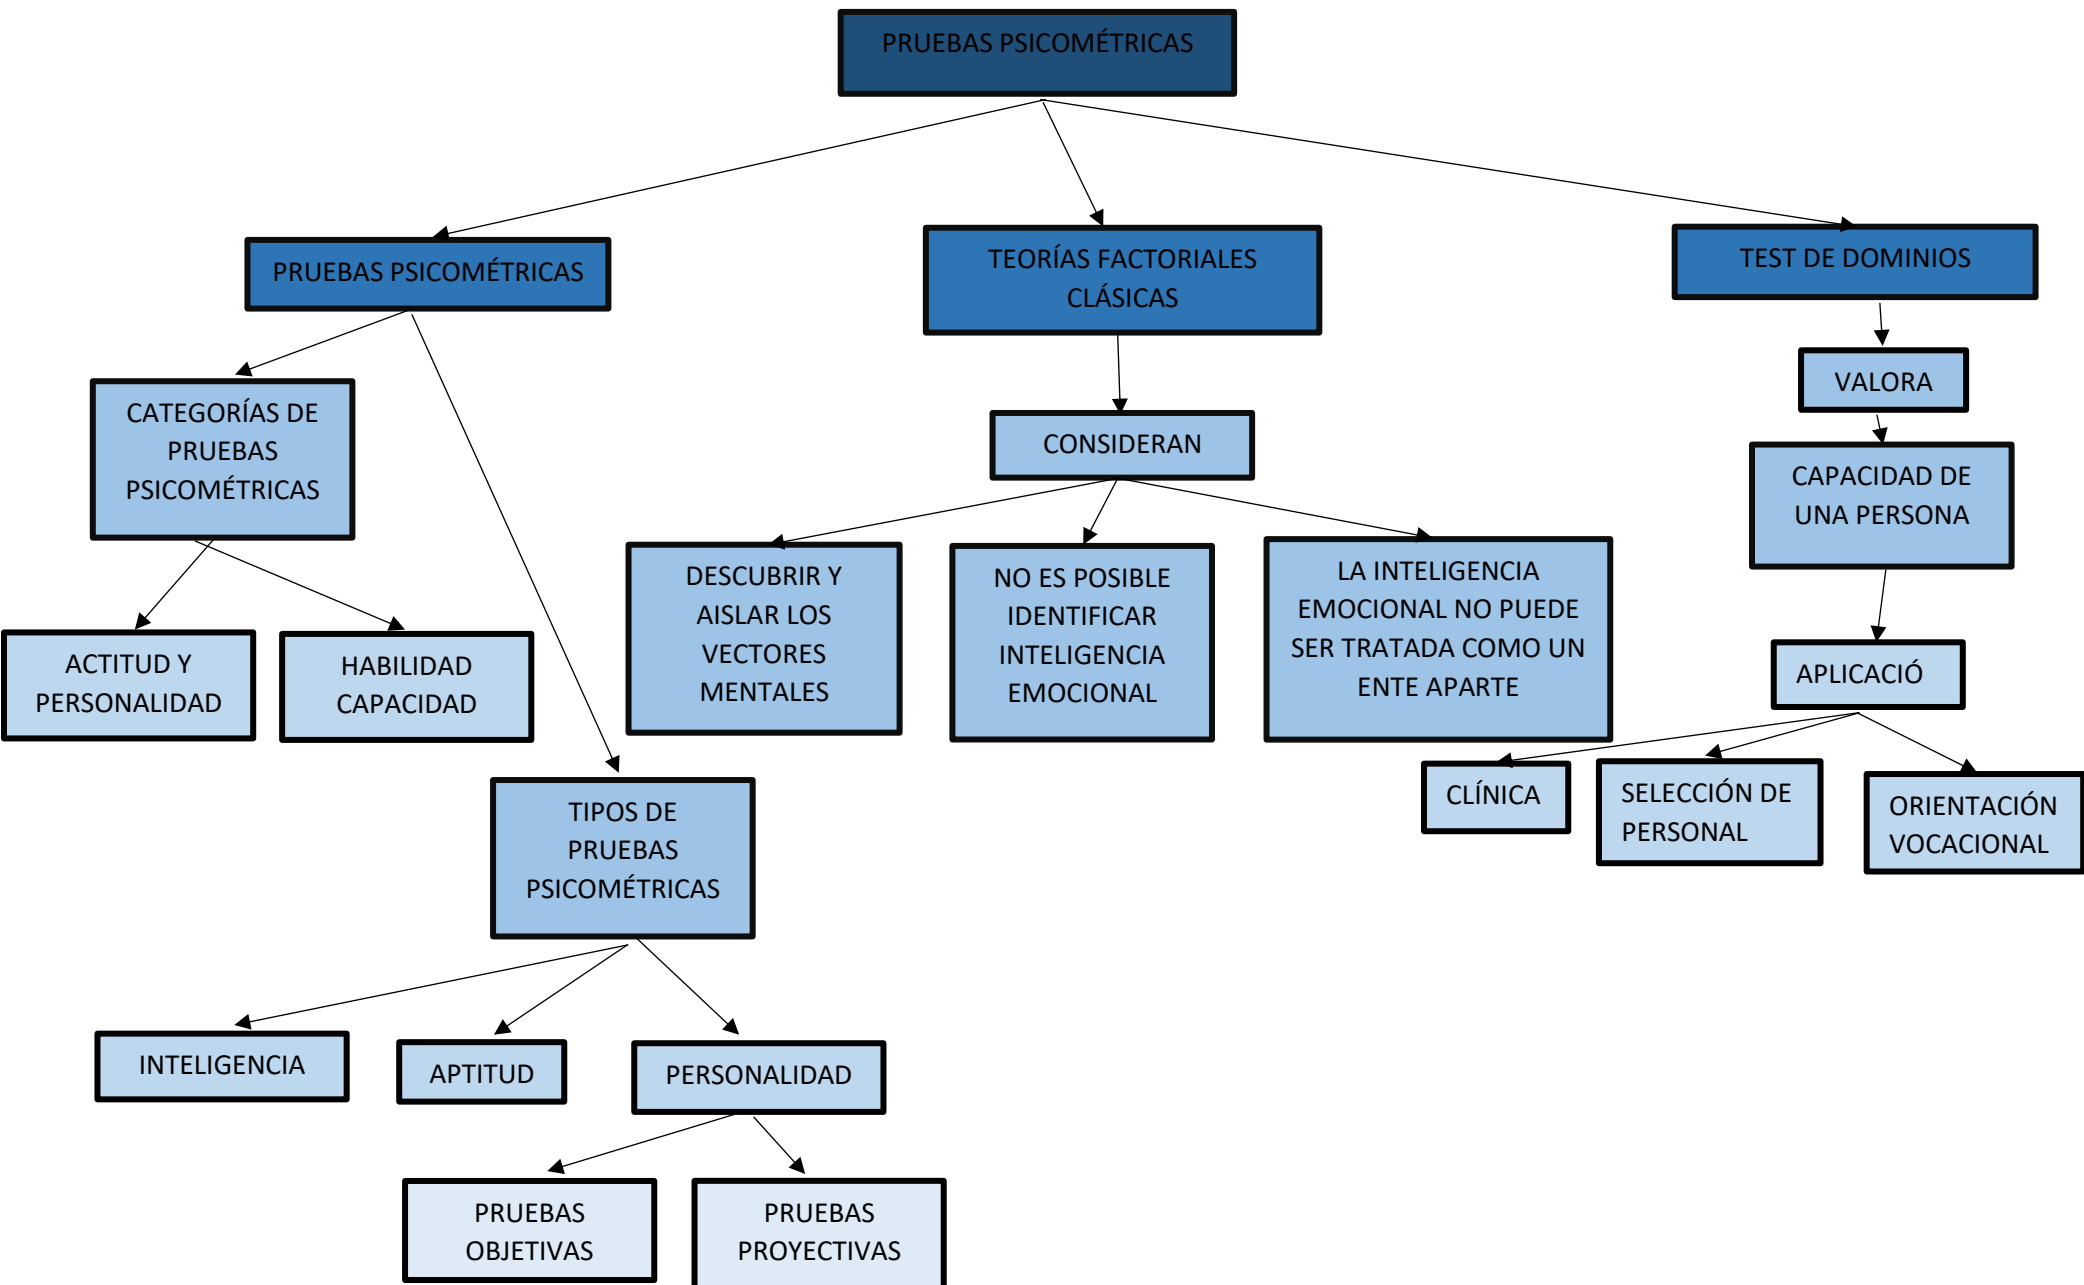 PRUEBAS PSICOMÉTRICAS
PRUEBAS PSICOMÉTRICAS
TEORÍAS FACTORIALES
CLÁSICAS
TEST DE DOMINIOS
CATEGORÍAS DE
PRUEBAS
PSICOMÉTRICAS
CONSIDERAN
VALORA
CAPACIDAD DE
UNA PERSONA
ACTITUD Y
PERSONALIDAD
HABILIDAD
CAPACIDAD
DESCUBRIR Y
AISLAR LOS
VECTORES
MENTALES
NO ES POSIBLE
IDENTIFICAR
INTELIGENCIA
EMOCIONAL
LA INTELIGENCIA
EMOCIONAL NO PUEDE
SER TRATADA COMO UN
ENTE APARTE
APLICACIÓ
CLÍNICA
SELECCIÓN DE
PERSONAL
ORIENTACIÓN
VOCACIONAL
TIPOS DE
PRUEBAS
PSICOMÉTRICAS
INTELIGENCIA
APTITUD
PERSONALIDAD
PRUEBAS
OBJETIVAS
PRUEBAS
PROYECTIVAS